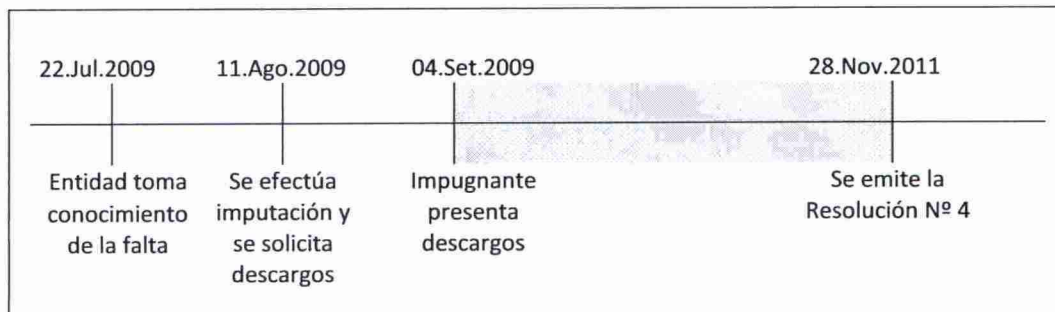 22.Jul.2009
11.Ago.2009
04.Set.2009
28.Nov.2011
Entidad toma
conocimiento
de la falta
Se efectúa
imputación y
se solicita
descargos
Impugnante
presenta
descargos
Se emite la
Resolución Nº 4